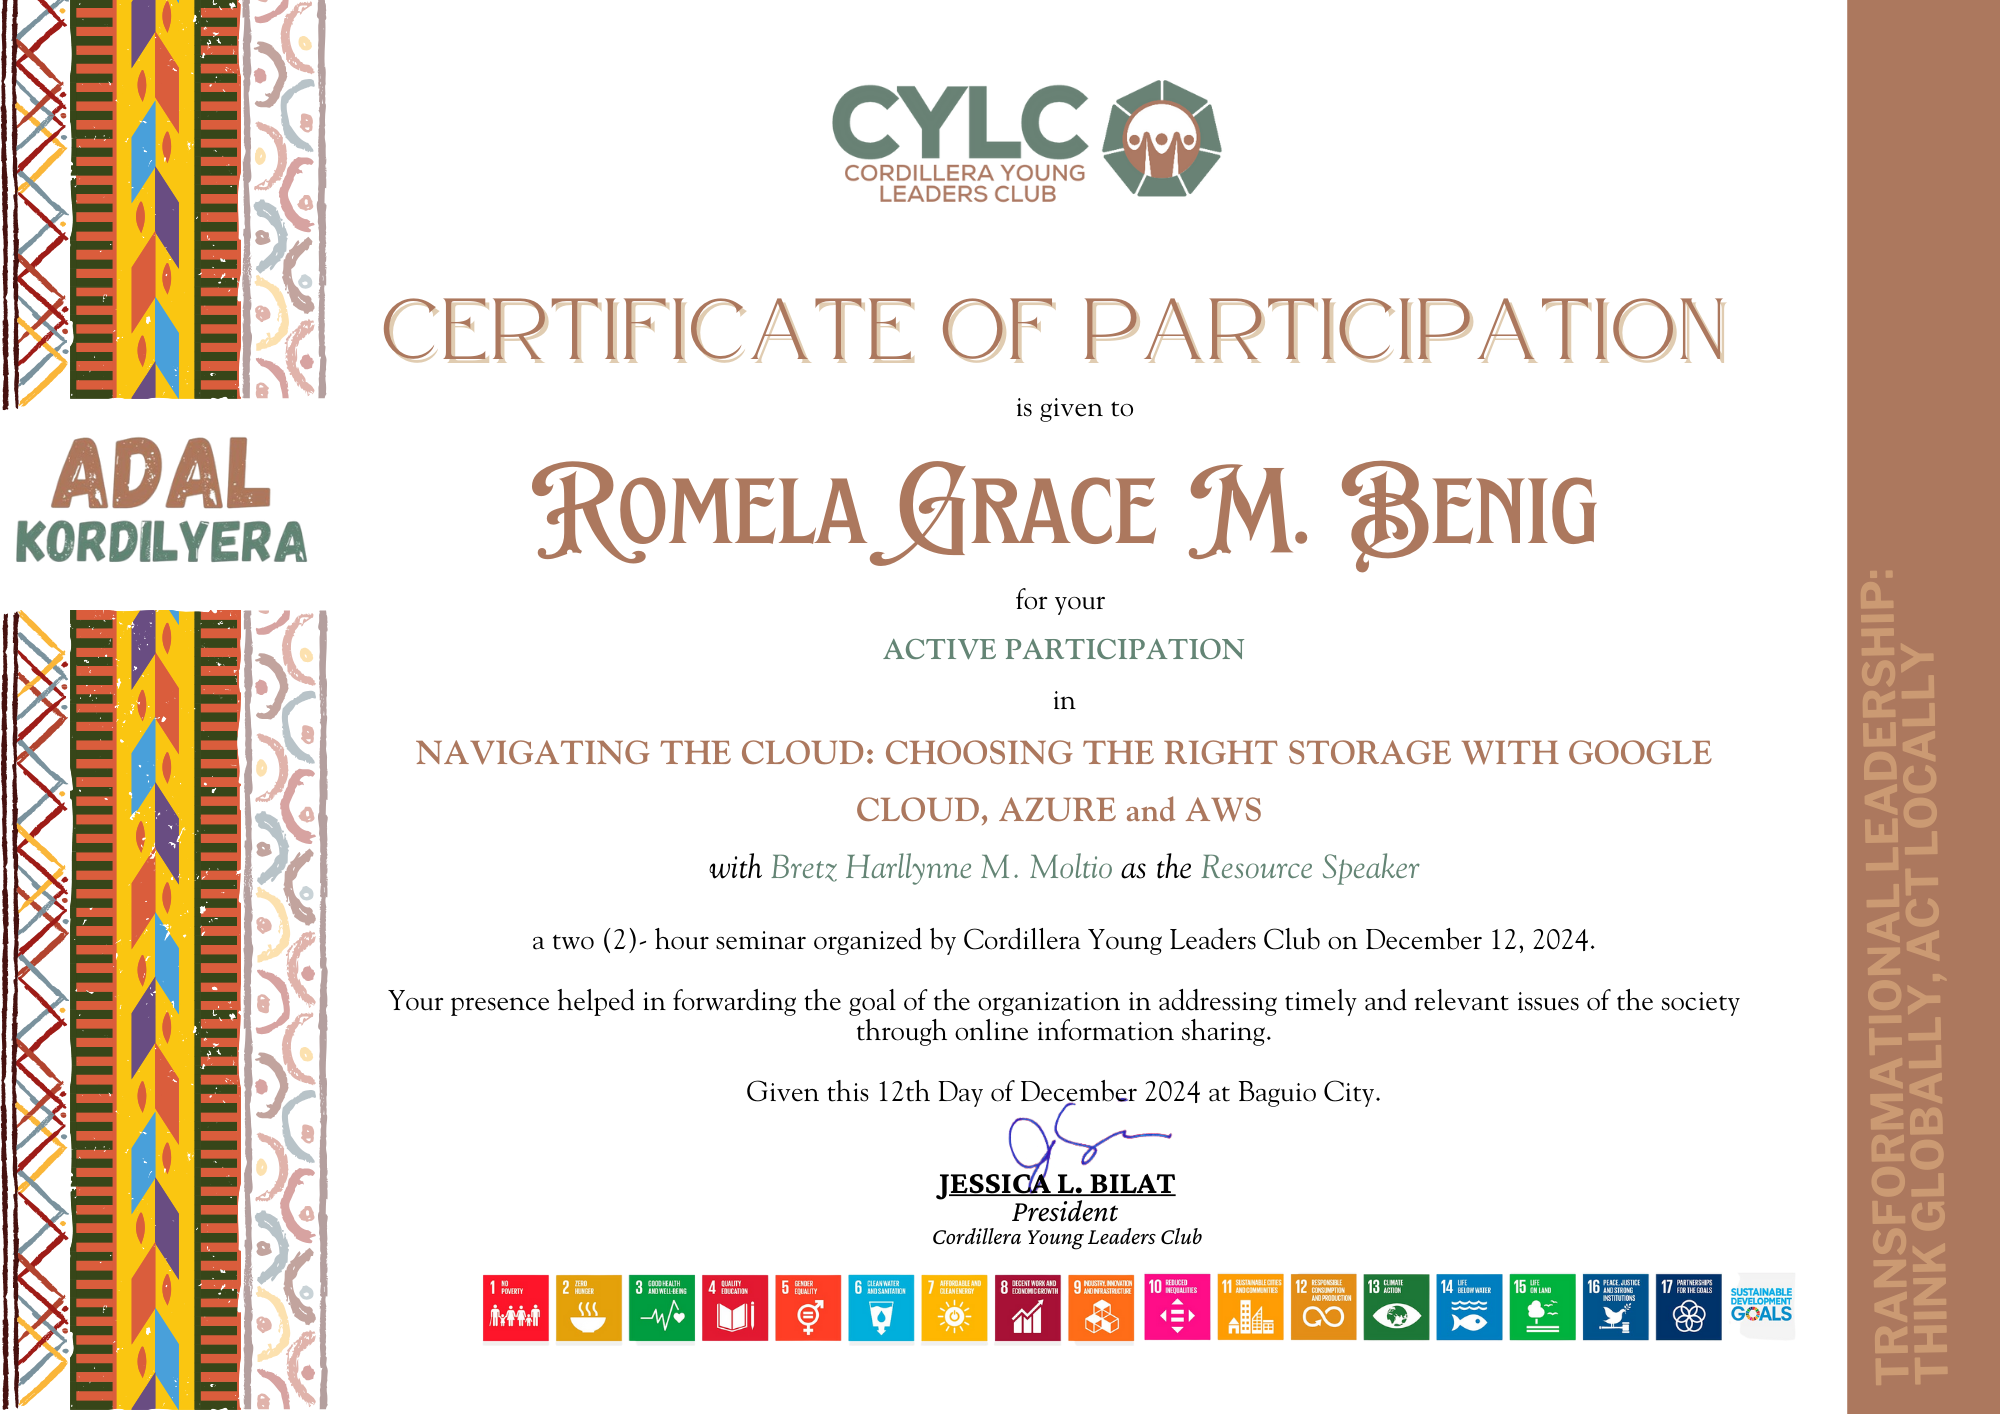 CYLC
CORDILLERA YOUNG
LEADERS CLUB
CERTIFICATE OF PARTICIPATION
is given to
ROMELA GRACE M. BENIG
for your
ACTIVE PARTICIPATION
in
NAVIGATING THE CLOUD: CHOOSING THE RIGHT STORAGE WITH GOOGLE
CLOUD, AZURE and AWS
with Bretz Harllynne M. Moltio as the Resource Speaker
a two (2)- hour seminar organized by Cordillera Young Leaders Club on December 12, 2024.
Your presence helped in forwarding the goal of the organization in addressing timely and relevant issues of the society
through online information sharing.
Given this 12th Day of December 2024 at Baguio City.
JESSICA L. BILAT
President
Cordillera Young Leaders Club
ADAL
KORDILYERA
TRANSFORMATIONAL LEADERSHIP:
THINK GLOBALLY, ACT LOCALLY
1 NO
POVERTY
2 ZERO
HUNGER
3 GOOD HEALTH
AND WELL-BEING
4 QUALITY
EDUCATION
5 GENDER
EQUALITY
6 CLEAN WATER
AND SANITATION
7 AFFORDABLE AND
CLEAN ENERGY
8 DECENT WORK AND
ECONOMIC GROWTH
9 INDUSTRY, INNOVATION
AND INFRASTRUCTURE
10 REDUCED
INEQUALITIES
11 SUSTAINABLE CITIES
AND COMMUNITIES
12 RESPONSIBLE
CONSUMPTION
AND PRODUCTION
13 CLIMATE
ACTION
14 LIFE
BELOW WATER
15 LIFE
ON LAND
16 PEACE, JUSTICE
AND STRONG
INSTITUTIONS
17 PARTNERSHIPS
FOR THE GOALS
SUSTAINABLE
DEVELOPMENT
GOALS